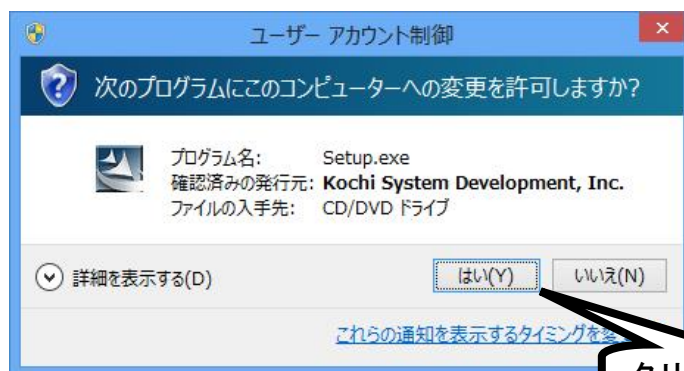 ユーザー アカウント制御
次のプログラムにこのコンピューターへの変更を許可しますか?
プログラム名: Setup.exe
確認済みの発行元: Kochi System Development, Inc.
ファイルの入手先: CD/DVD ドライブ
詳細を表示する(D) はい(Y) いいえ(N)
これらの通知を表示するタイミングを変